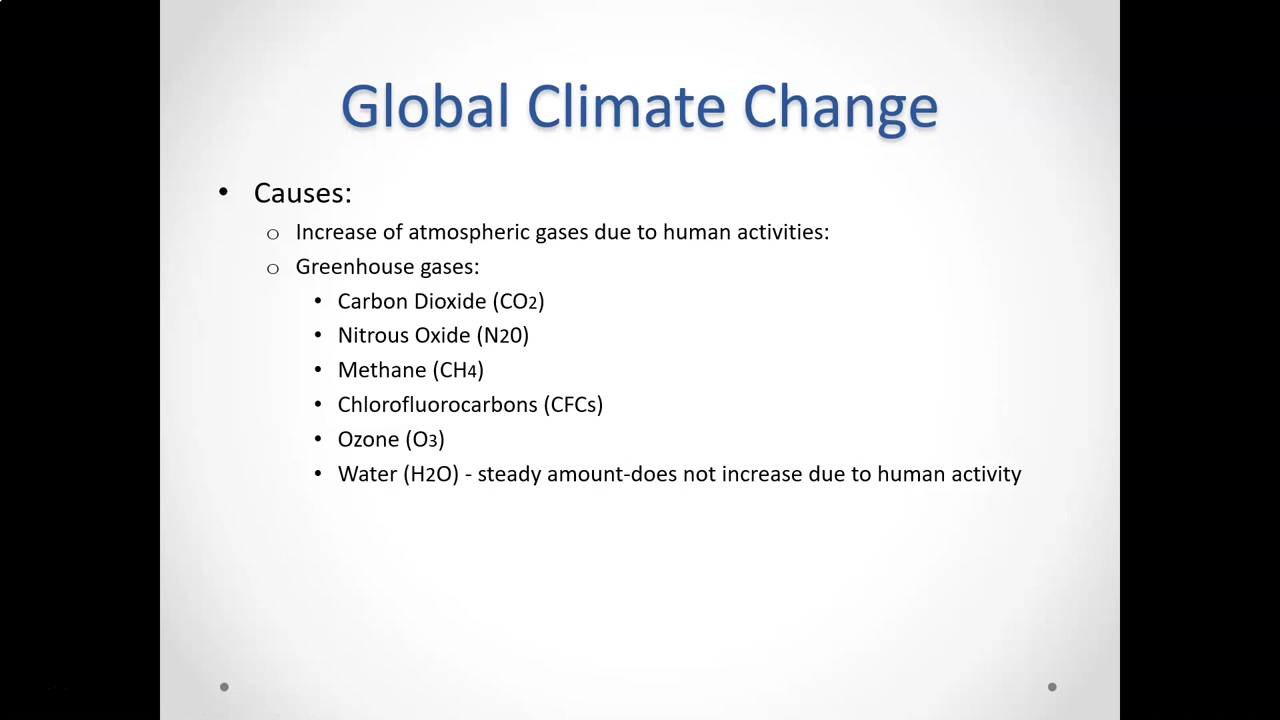 Global Climate Change
• Causes:
o Increase of atmospheric gases due to human activities:
o Greenhouse gases:
• Carbon Dioxide (CO2)
• Nitrous Oxide (N20)
• Methane (CH4)
• Chlorofluorocarbons (CFCs)
• Ozone (O3)
• Water (H2O) - steady amount-does not increase due to human activity